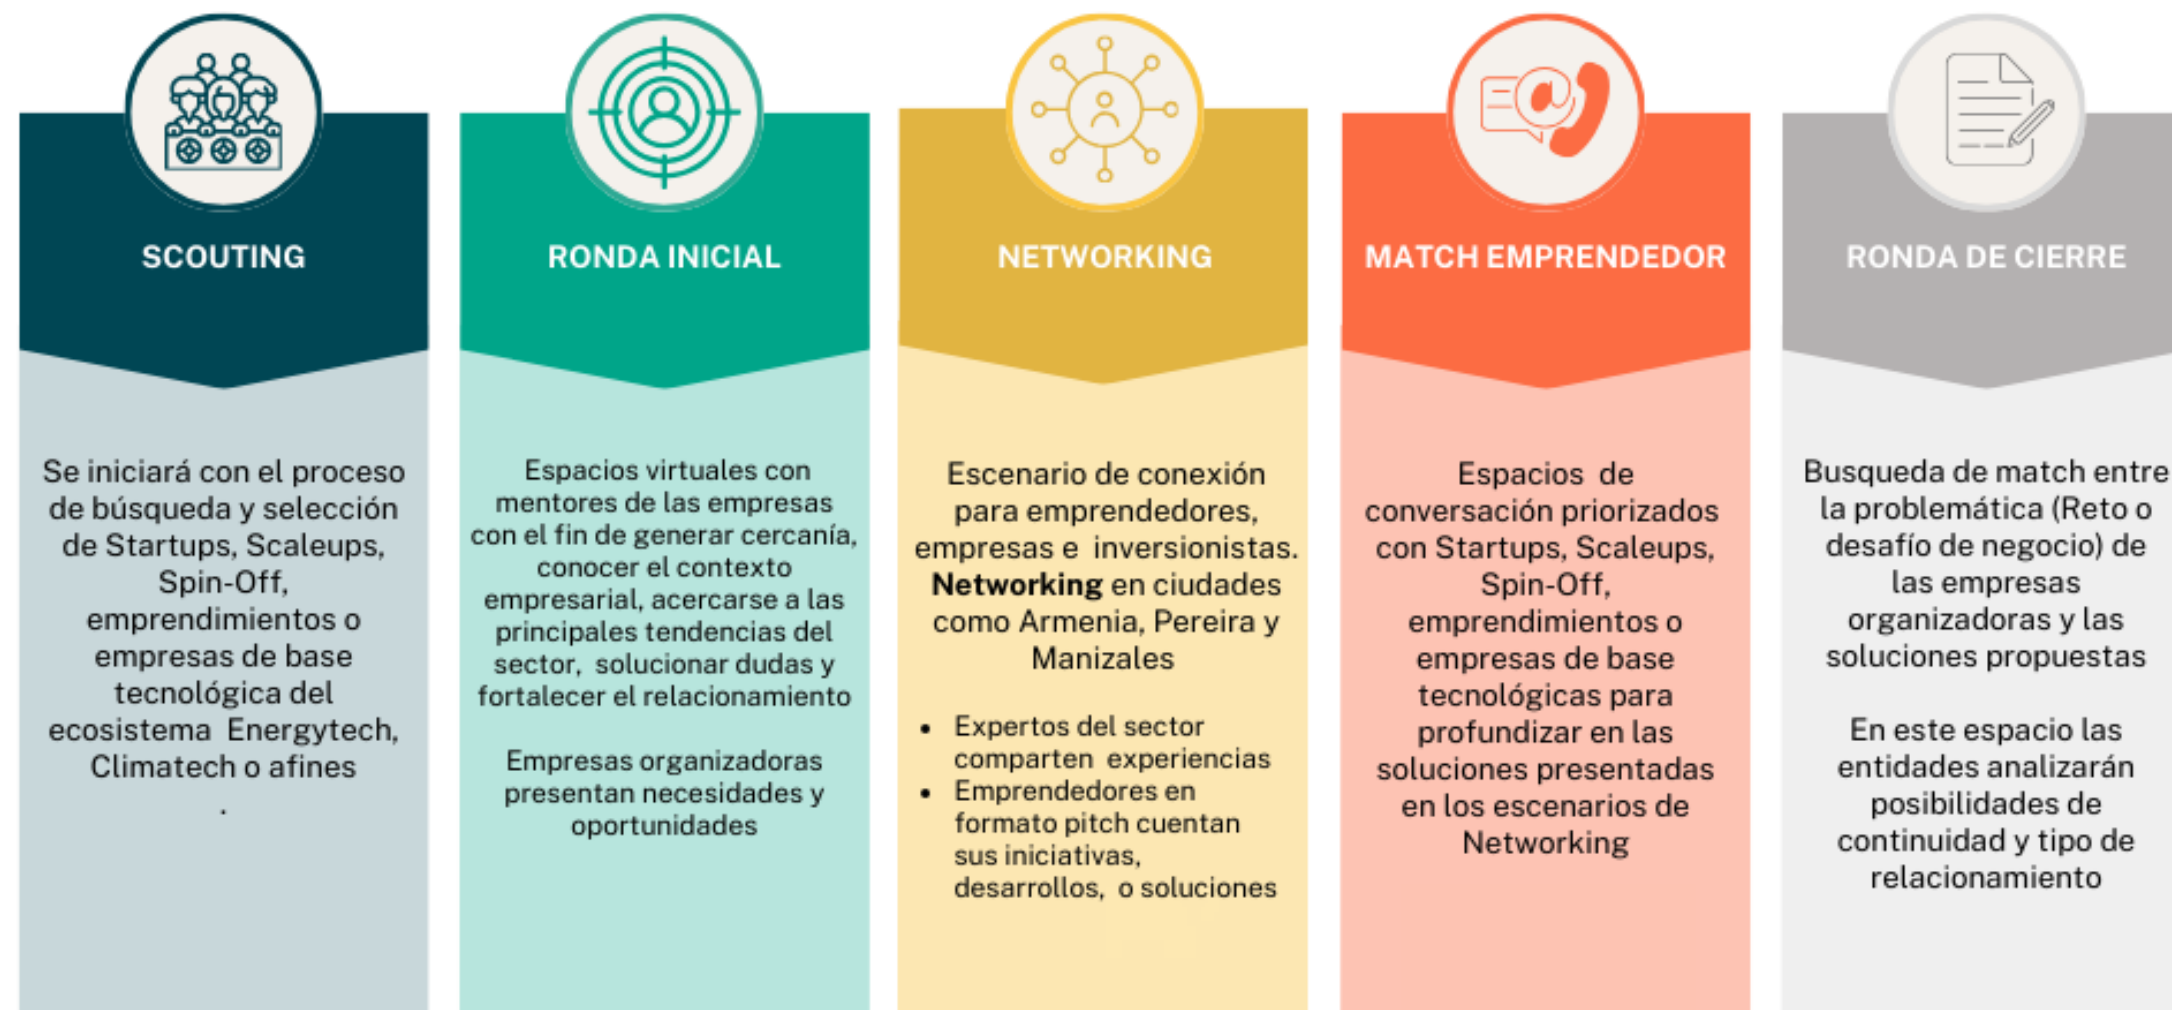 SCOUTING
Se iniciará con el proceso
de búsqueda y selección
de Startups, Scaleups,
Spin-Off,
emprendimientos o
empresas de base
tecnológica del
ecosistema Energytech,
Climatech o afines
.
RONDA INICIAL
Espacios virtuales con
mentores de las empresas
con el fin de generar cercanía,
conocer el contexto
empresarial, acercarse a las
principales tendencias del
sector, solucionar dudas y
fortalecer el relacionamiento
Empresas organizadoras
presentan necesidades y
oportunidades
NETWORKING
Escenario de conexión
para emprendedores,
empresas e inversionistas.
Networking en ciudades
como Armenia, Pereira y
Manizales
• Expertos del sector
comparten experiencias
• Emprendedores en
formato pitch cuentan
sus iniciativas,
desarrollos, o soluciones
MATCH EMPRENDEDOR
Espacios de
conversación priorizados
con Startups, Scaleups,
Spin-Off,
emprendimientos o
empresas de base
tecnológicas para
profundizar en las
soluciones presentadas
en los escenarios de
Networking
RONDA DE CIERRE
Busqueda de match entre
la problemática (Reto o
desafío de negocio) de
las empresas
organizadoras y las
soluciones propuestas
En este espacio las
entidades analizarán
posibilidades de
continuidad y tipo de
relacionamiento